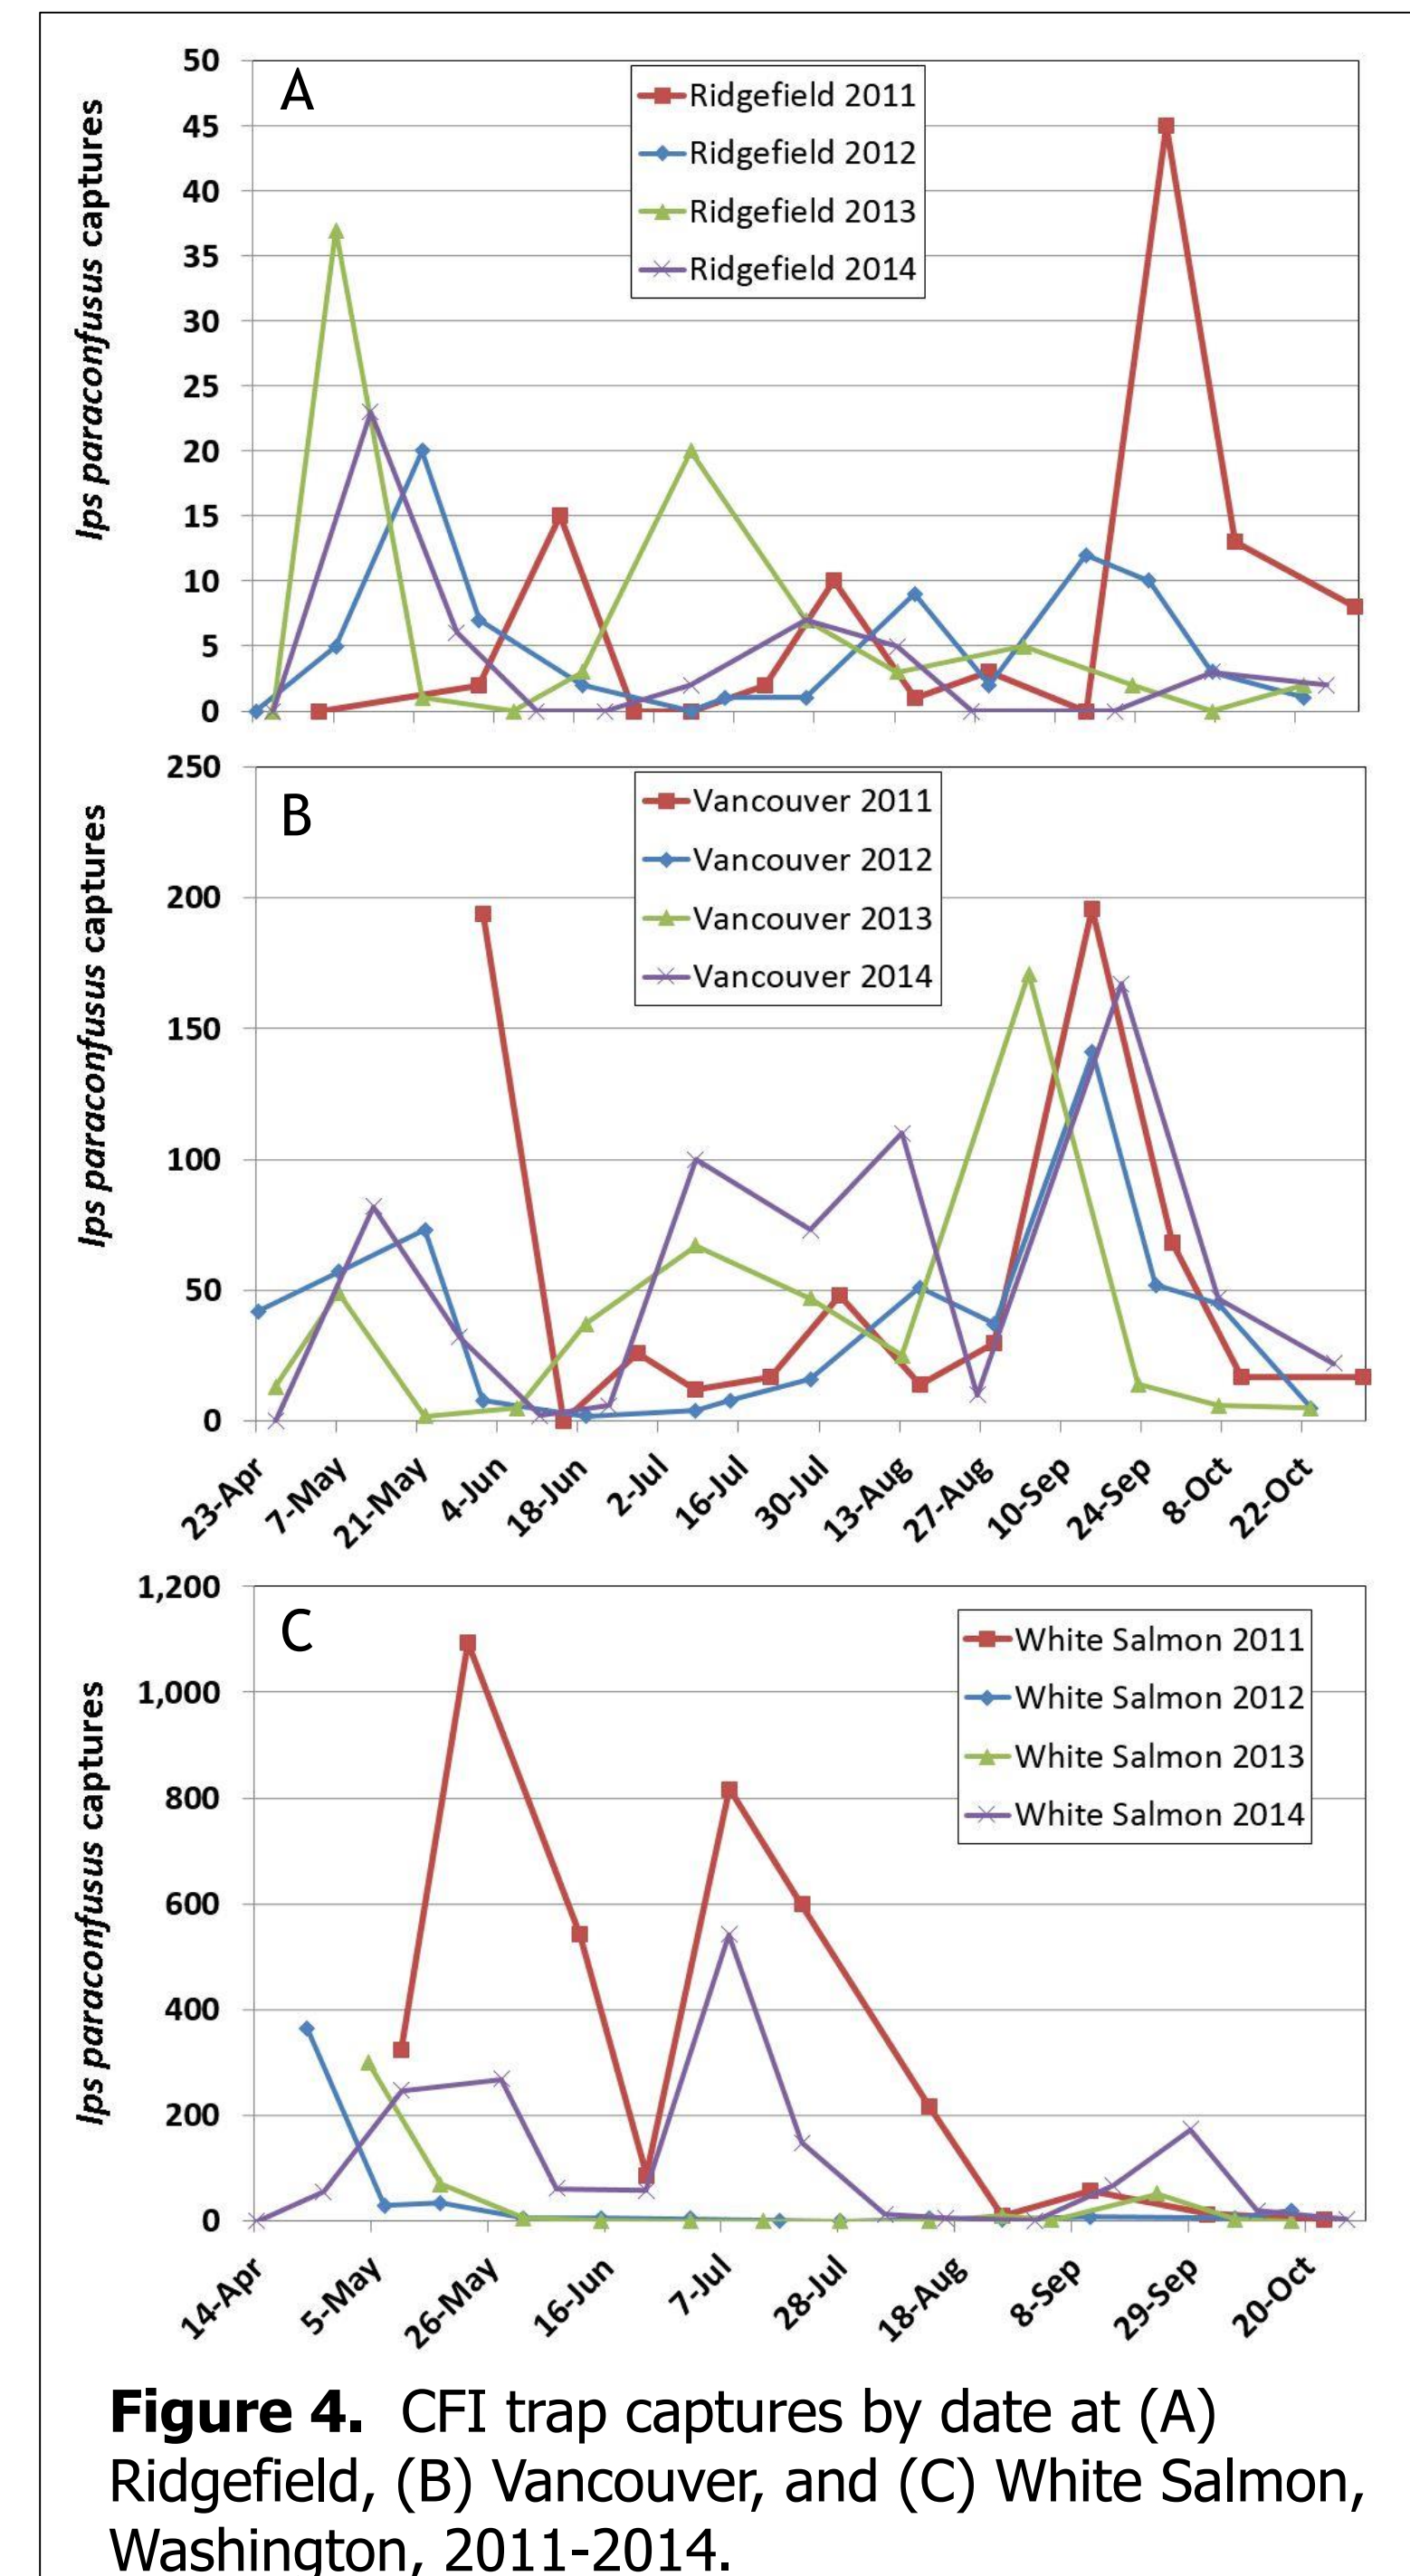 A
Ips paraconfusus captures
50
45
40
35
30
25
20
15
10
5
0
Ridgefield 2011
Ridgefield 2012
Ridgefield 2013
Ridgefield 2014
B
Ips paraconfusus captures
250
200
150
100
50
0
Vancouver 2011
Vancouver 2012
Vancouver 2013
Vancouver 2014
23-Apr
7-May
21-May
4-Jun
18-Jun
2-Jul
16-Jul
30-Jul
13-Aug
27-Aug
10-Sep
24-Sep
8-Oct
22-Oct
C
Ips paraconfusus captures
1,200
1,000
800
600
400
200
0
White Salmon 2011
White Salmon 2012
White Salmon 2013
White Salmon 2014
14-Apr
5-May
26-May
16-Jun
7-Jul
28-Jul
18-Aug
8-Sep
29-Sep
20-Oct
Figure 4. CFI trap captures by date at (A)
Ridgefield, (B) Vancouver, and (C) White Salmon,
Washington, 2011-2014.